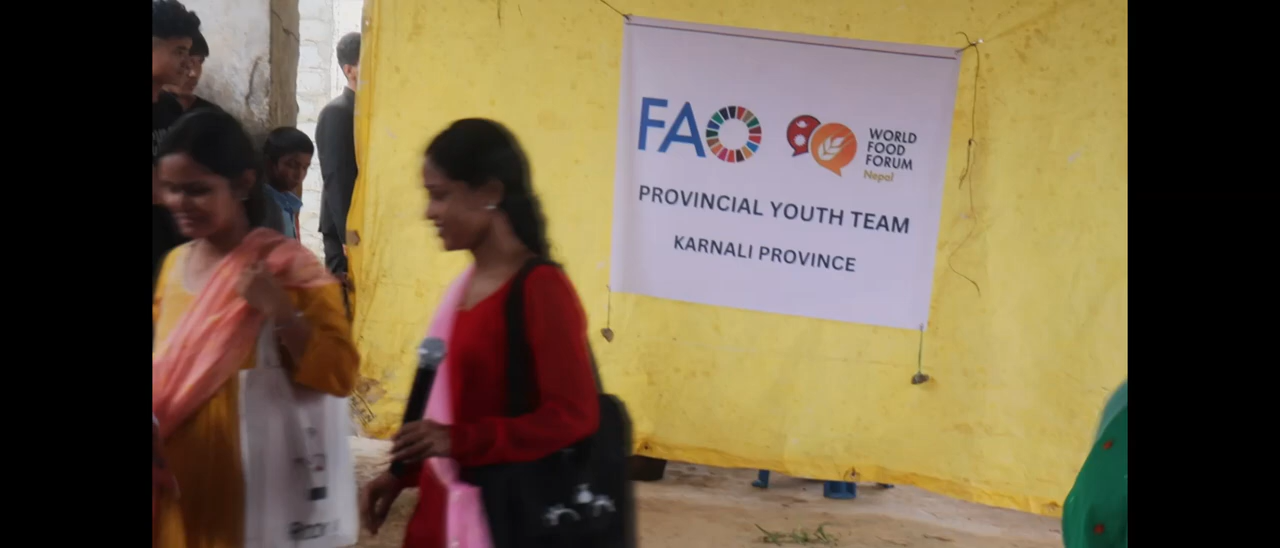 FAO
WORLD
FOOD
FORUM
Nepal
PROVINCIAL YOUTH TEAM
KARNALI PROVINCE